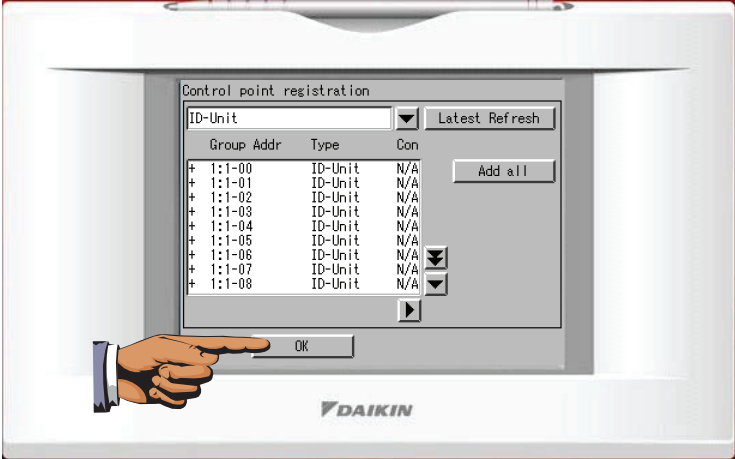 Control point registration
ID-Unit Latest Refresh
Group Addr Type Con
+ 1:1-00 ID-Unit N/A Add all
+ 1:1-01 ID-Unit N/A
+ 1:1-02 ID-Unit N/A
+ 1:1-03 ID-Unit N/A
+ 1:1-04 ID-Unit N/A
+ 1:1-05 ID-Unit N/A
+ 1:1-06 ID-Unit N/A
+ 1:1-07 ID-Unit N/A
+ 1:1-08 ID-Unit N/A
OK
DAIKIN